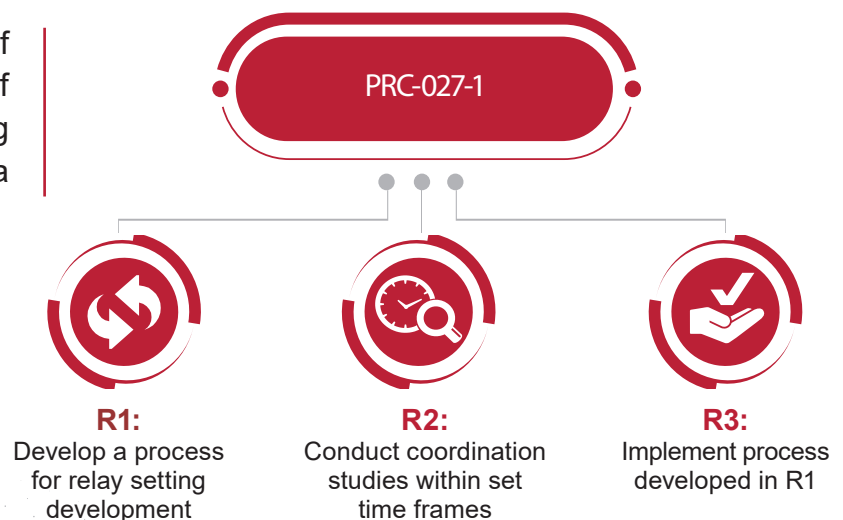 f
f
g
a
PRC-027-1
R1:
Develop a process
for relay setting
development
R2:
Conduct coordination
studies within set
time frames
R3:
Implement process
developed in R1